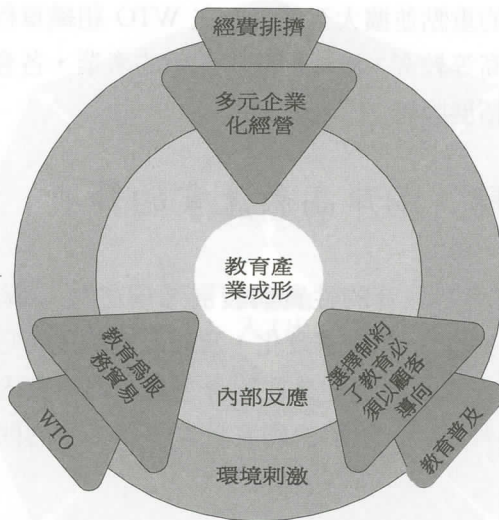 經費排擠
多元企業
化經營
教育產
業成形
教育為服
務貿易
WTO
選擇制約
了教育必
須以顧客
導向
教育普及
內部反應
環境刺激